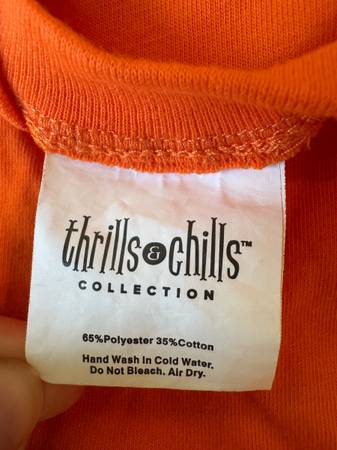 thrills & chills™
COLLECTION
65%Polyester 35%Cotton
Hand Wash in Cold Water.
Do Not Bleach. Air Dry.